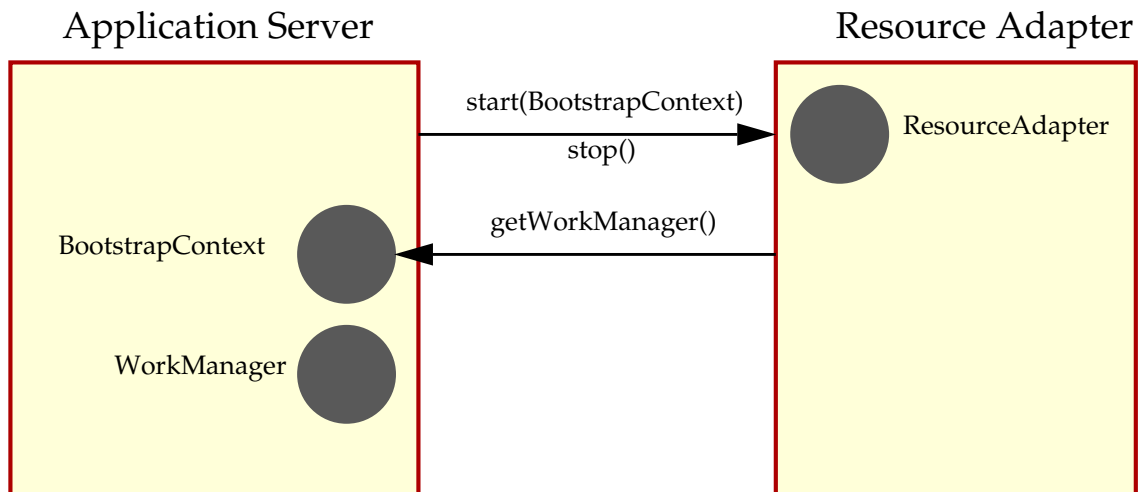 Application Server
Resource Adapter
start(BootstrapContext)
ResourceAdapter
stop()
getWorkManager()
BootstrapContext
WorkManager